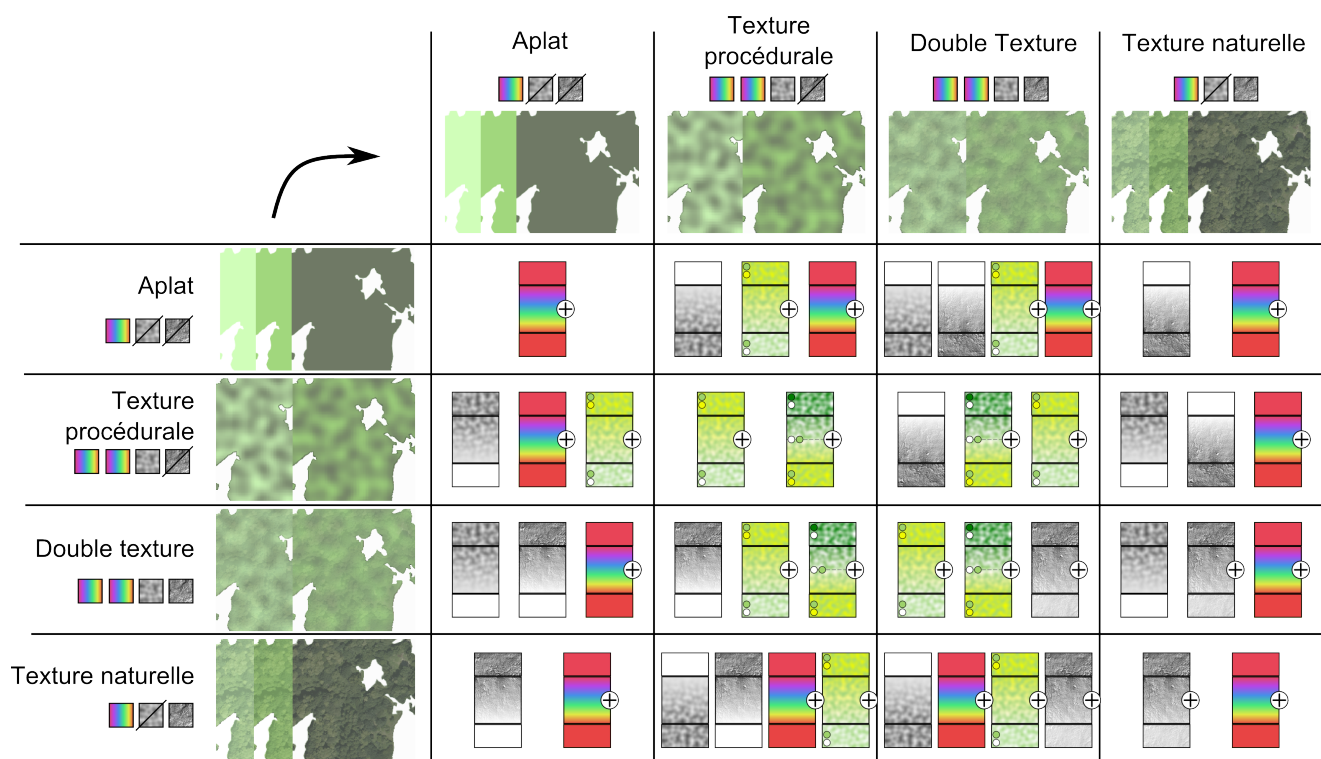 Aplat
Texture
procédurale
Double Texture
Texture naturelle
Aplat
Texture
procédurale
Double texture
Texture naturelle